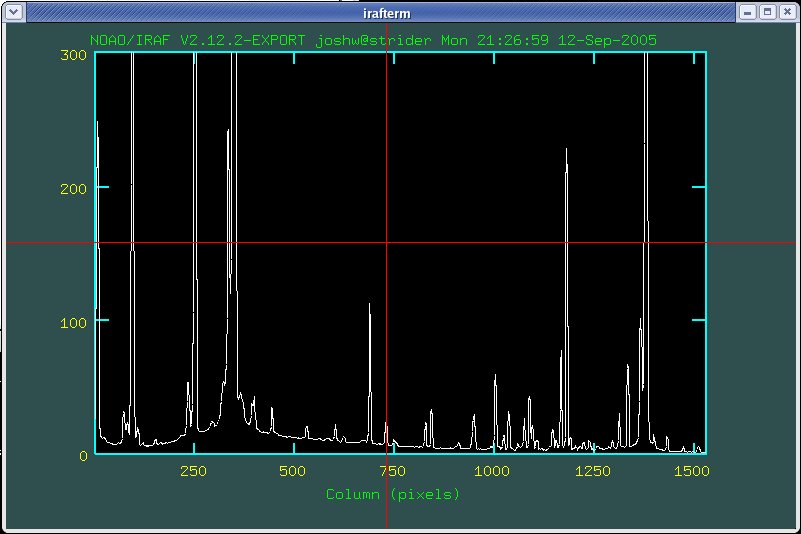 irafterm
NOAO/IRAF V2.12.2-EXPORT joshw@strider Mon 21:26:59 12-Sep-2005
300
200
100
0
250 500 750 1000 1250 1500
Column (pixels)